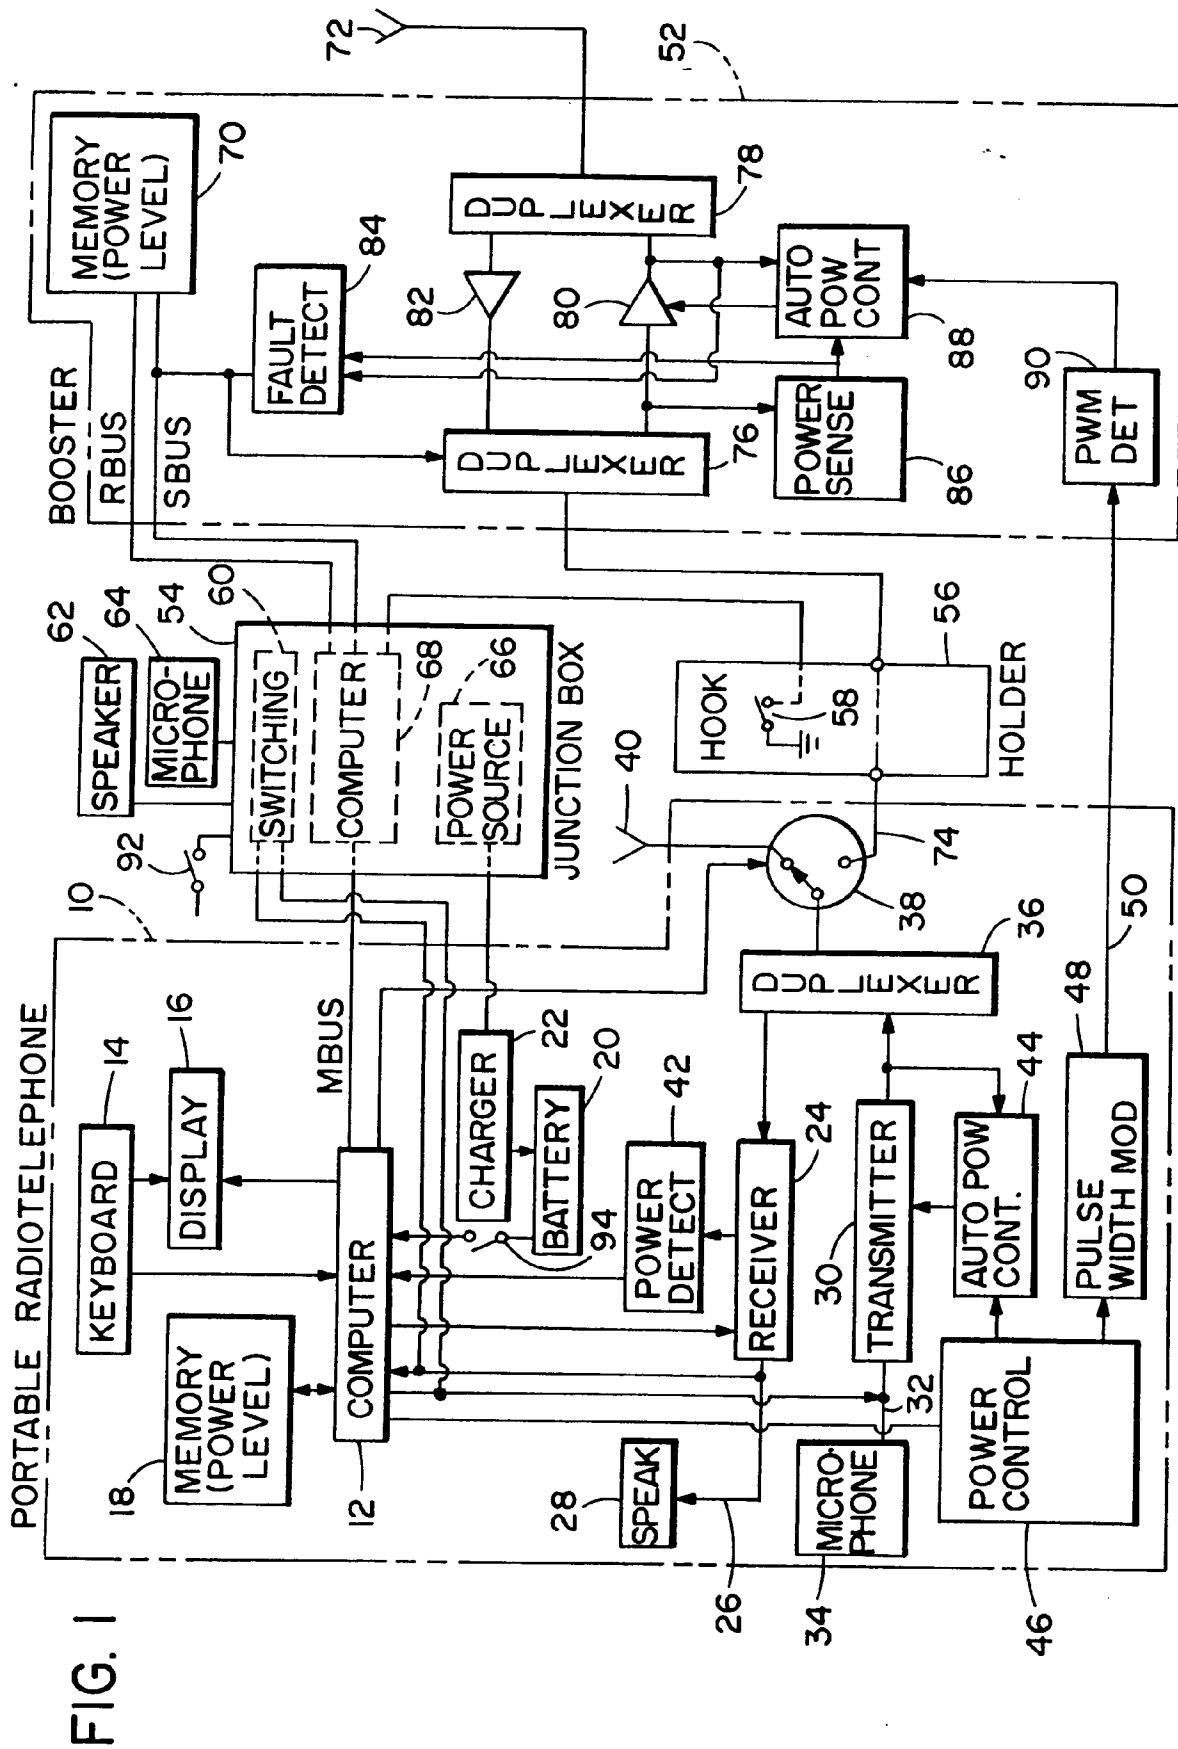 FIG. 1
PORTABLE RADIOTELEPHONE
10
KEYBOARD
14
DISPLAY
16
MEMORY
(POWER
LEVEL)
18
COMPUTER
12
MBUS
CHARGER
22
BATTERY
20
94
POWER
DETECT
42
RECEIVER
24
SPEAK
28
26
TRANSMITTER
30
32
MICRO-
PHONE
34
DUPLEXER
36
38
40
74
AUTO POW
CONT.
44
POWER
CONTROL
46
PULSE
WIDTH MOD
48
50
92
SPEAKER
62
MICRO-
PHONE
64
54
SWITCHING
60
COMPUTER
68
POWER
SOURCE
66
JUNCTION BOX
HOOK
58
HOLDER
56
BOOSTER
52
RBUS
SBUS
MEMORY
(POWER
LEVEL)
70
FAULT
DETECT
84
72
DUPLEXER
76
82
80
DUPLEXER
78
POWER
SENSE
86
AUTO
POW
CONT
88
PWM
DET
90